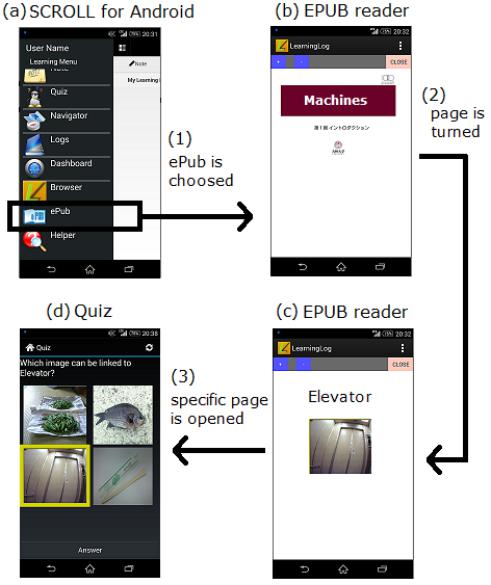 (a) SCROLL for Android
20:31
User Name
Learning Menu
Note
My Learning
Quiz
Navigator
Logs
Dashboard
Browser
ePub
Helper
(1)
ePub is
choosed
(b) EPUB reader
20:32
LearningLog
+
-
CLOSE
Machines
第1回 イントロダクション
(2)
page is
turned
(d) Quiz
20:38
Quiz
Which image can be linked to
Elevator?
Answer
(3)
specific page
is opened
(c) EPUB reader
20:32
LearningLog
+
-
CLOSE
Elevator